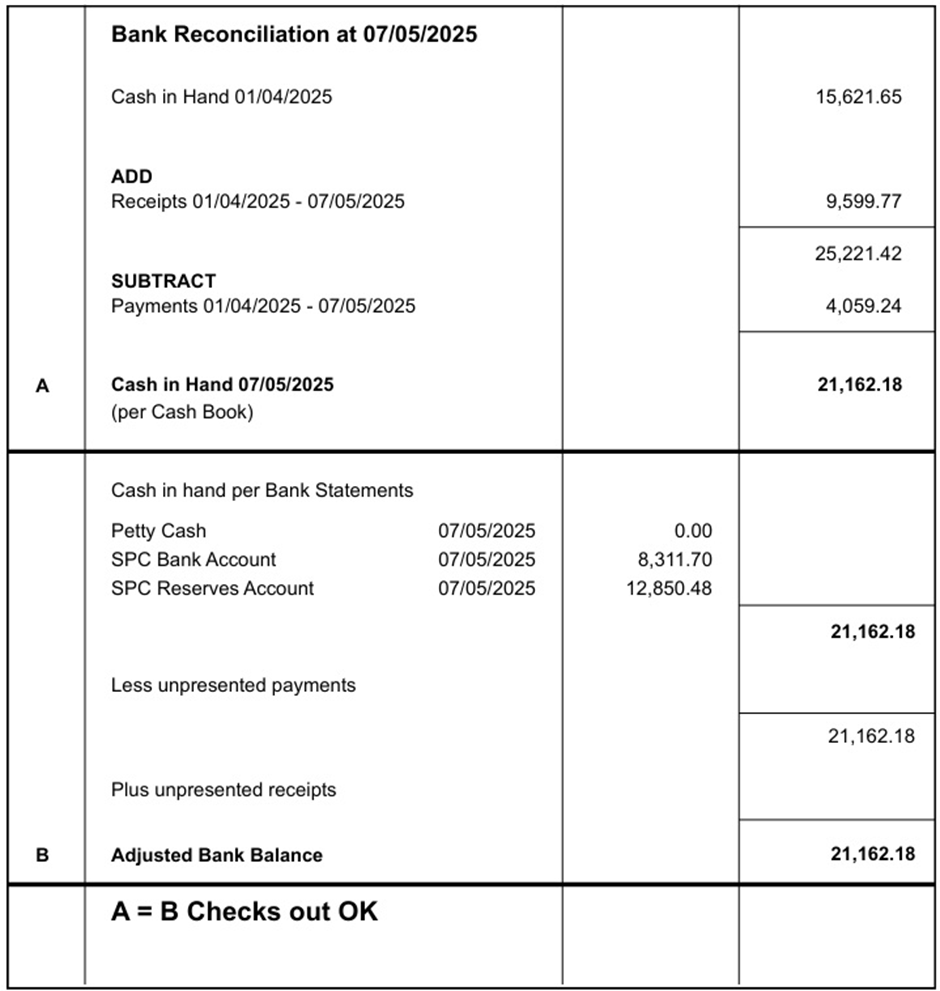 Bank Reconciliation at 07/05/2025
Cash in Hand 01/04/2025 15,621.65
ADD
Receipts 01/04/2025 - 07/05/2025 9,599.77
25,221.42
SUBTRACT
Payments 01/04/2025 - 07/05/2025 4,059.24
A Cash in Hand 07/05/2025 21,162.18
(per Cash Book)
Cash in hand per Bank Statements
Petty Cash 07/05/2025 0.00
SPC Bank Account 07/05/2025 8,311.70
SPC Reserves Account 07/05/2025 12,850.48
21,162.18
Less unpresented payments
21,162.18
Plus unpresented receipts
B Adjusted Bank Balance 21,162.18
A = B Checks out OK